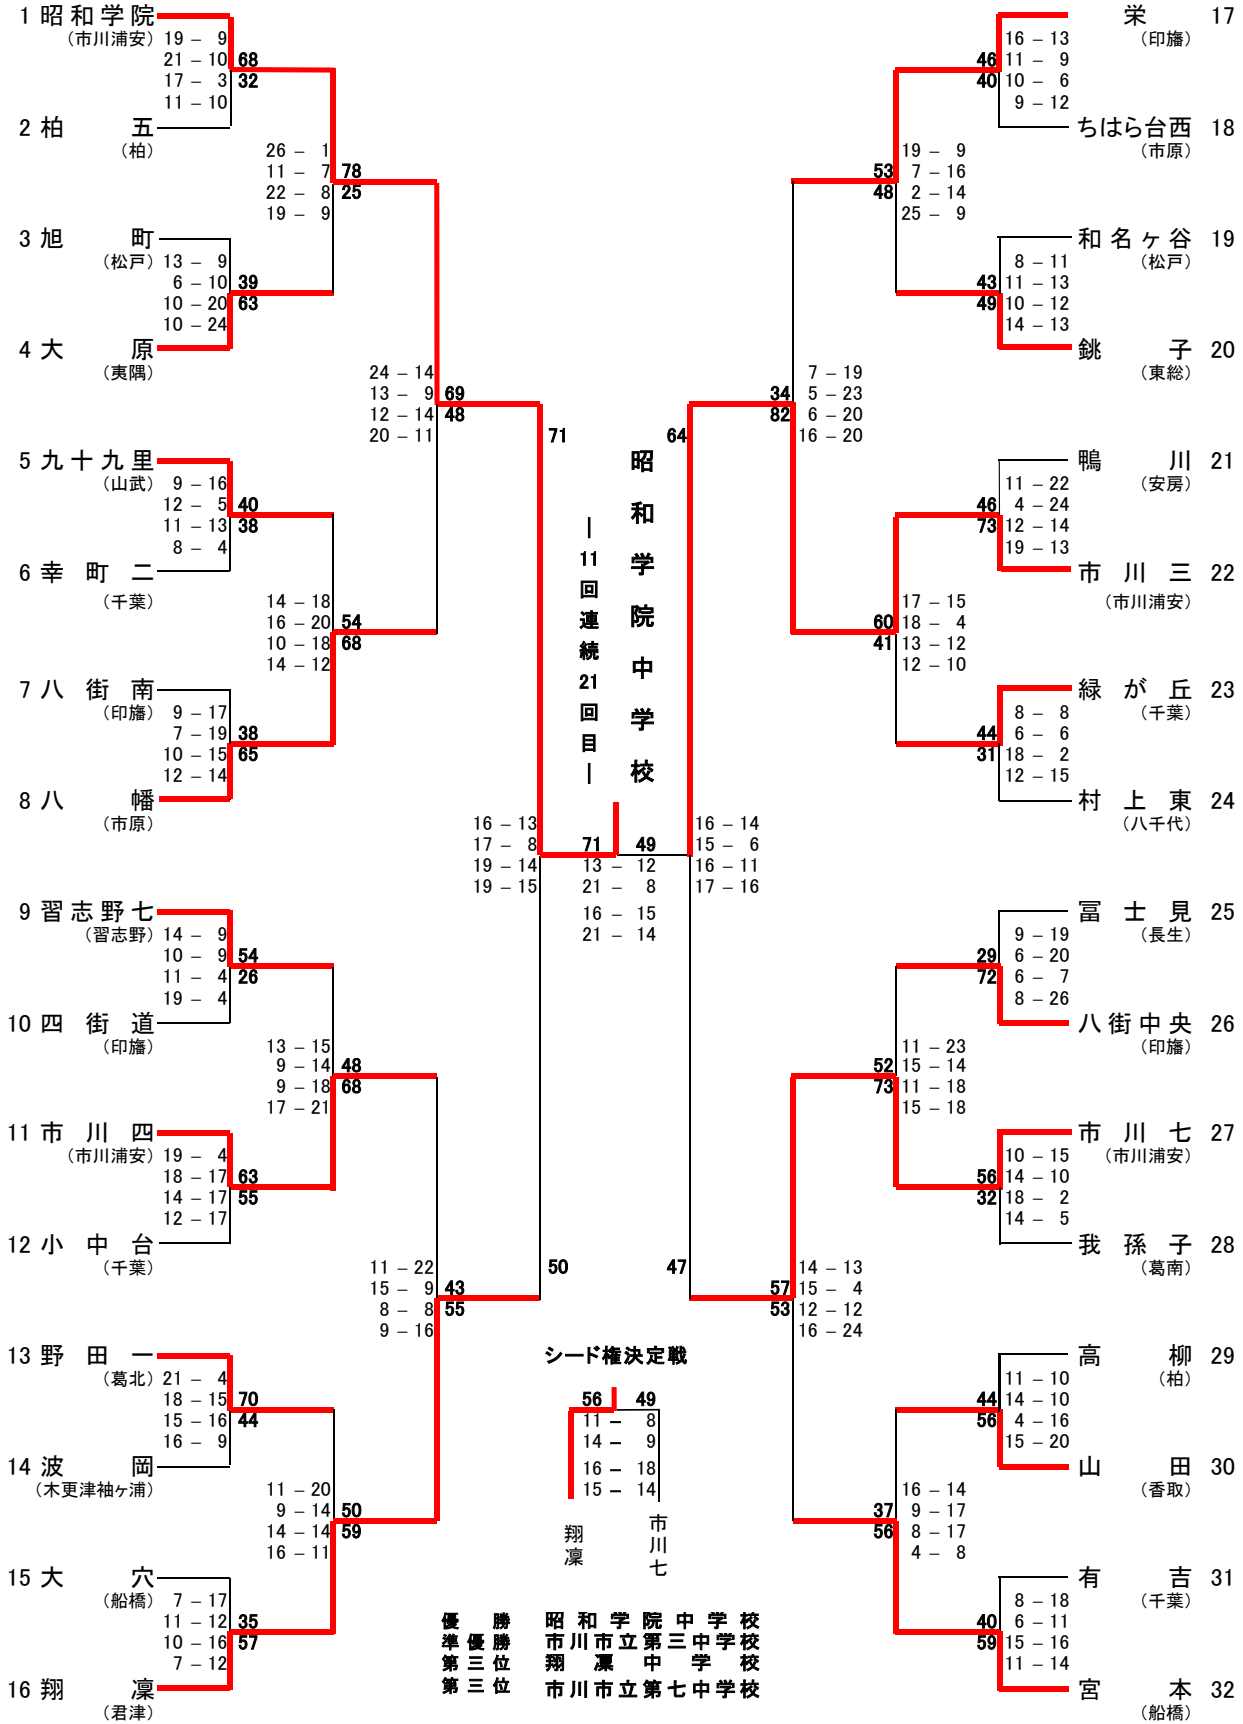 1 昭和学院
(市川浦安)
19 － 9
21 － 10
17 － 3
11 － 10
68
32
2 柏 五
(柏)
26 － 1
11 － 7
22 － 8
19 － 9
78
25
3 旭 町
(松戸)
13 － 9
6 － 10
10 － 20
10 － 24
39
63
4 大 原
(夷隅)
24 － 14
13 － 9
12 － 14
20 － 11
69
48
5 九十九里
(山武)
9 － 16
12 － 5
11 － 13
8 － 4
40
38
6 幸町二
(千葉)
14 － 18
16 － 20
10 － 18
14 － 12
54
68
7 八街南
(印旛)
9 － 17
7 － 19
10 － 15
12 － 14
38
65
8 八 幡
(市原)
16 － 13
17 － 8
19 － 14
19 － 15
71
50
9 習志野七
(習志野)
14 － 9
10 － 9
11 － 4
19 － 4
54
26
10 四街道
(印旛)
13 － 15
9 － 14
9 － 18
17 － 21
48
68
11 市川四
(市川浦安)
19 － 4
18 － 17
14 － 17
12 － 17
63
55
12 小中台
(千葉)
11 － 22
15 － 9
8 － 8
9 － 16
43
55
13 野田一
(葛北)
21 － 4
18 － 15
15 － 16
16 － 9
70
44
14 波 岡
(木更津袖ヶ浦)
11 － 20
9 － 14
14 － 14
16 － 11
50
59
15 大 穴
(船橋)
7 － 17
11 － 12
10 － 16
7 － 12
35
57
16 翔 凜
(君津)
昭和学院中学校
｜11回連続21回目｜
71 49
13 － 12
21 － 8
16 － 15
21 － 14
シード権決定戦
56 49
11 － 8
14 － 9
16 － 18
15 － 14
翔凜
市川七
優勝 昭和学院中学校
準優勝 市川市立第三中学校
第三位 翔凜中学校
第三位 市川市立第七中学校
栄 17
(印旛)
16 － 13
11 － 9
10 － 6
9 － 12
46
40
ちはら台西 18
(市原)
19 － 9
7 － 16
2 － 14
25 － 9
53
48
和名ヶ谷 19
(松戸)
8 － 11
11 － 13
10 － 12
14 － 13
43
49
銚 子 20
(東総)
7 － 19
5 － 23
6 － 20
16 － 20
34
82
鴨 川 21
(安房)
11 － 22
4 － 24
12 － 14
19 － 13
46
73
市川三 22
(市川浦安)
17 － 15
18 － 4
13 － 12
12 － 10
60
41
緑が丘 23
(千葉)
8 － 8
6 － 6
18 － 2
12 － 15
44
31
村上東 24
(八千代)
16 － 14
15 － 6
16 － 11
17 － 16
64
47
冨士見 25
(長生)
9 － 19
6 － 20
6 － 7
8 － 26
29
72
八街中央 26
(印旛)
11 － 23
15 － 14
11 － 18
15 － 18
52
73
市川七 27
(市川浦安)
10 － 15
14 － 10
18 － 2
14 － 5
56
32
我孫子 28
(葛南)
14 － 13
15 － 4
12 － 12
16 － 24
57
53
高 柳 29
(柏)
11 － 10
14 － 10
4 － 16
15 － 20
44
56
山 田 30
(香取)
16 － 14
9 － 17
8 － 17
4 － 8
37
56
有 吉 31
(千葉)
8 － 18
6 － 11
15 － 16
11 － 14
40
59
宮 本 32
(船橋)